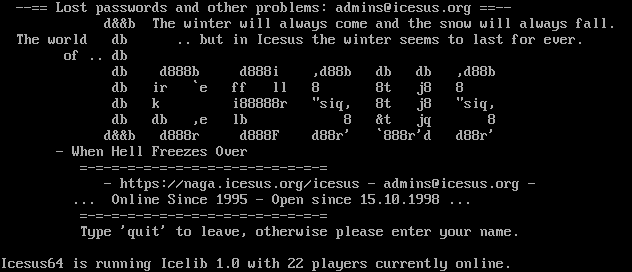 --== Lost passwords and other problems: admins@icesus.org ==--
             d&&b   The winter will always come and the snow will always fall.
  The world   db      .. but in Icesus the winter seems to last for ever.
        of .. db
              db    d888b     d888i    ,d88b   db  db   ,d88b
              db   ir   `e   ff   ll   8       8t  j8   8
              db   k         i88888r   "siq,   8t  j8   "siq,
              db   db  ,e    lb            8   &t  jq       8
             d&&b   d888r     d888F    d88r'   `888r'd   d88r'
       - When Hell Freezes Over
          =-=-=-=-=-=-=-=-=-=-=-=-=-=-=-=
             - https://naga.icesus.org/icesus - admins@icesus.org -
         ...  Online Since 1995 - Open since 15.10.1998 ...
          =-=-=-=-=-=-=-=-=-=-=-=-=-=-=-=
          Type 'quit' to leave, otherwise please enter your name.
Icesus64 is running Icelib 1.0 with 22 players currently online.